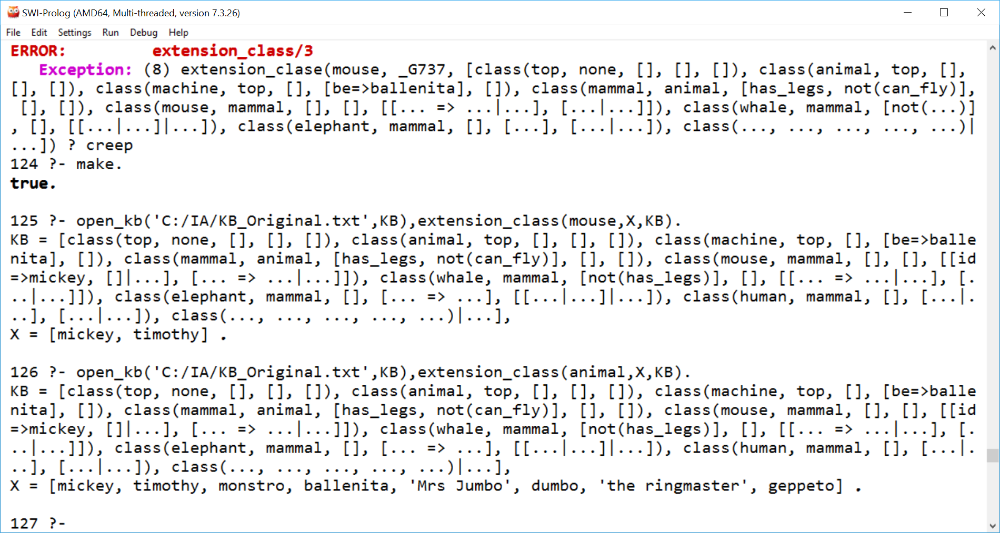 SWI-Prolog (AMD64, Multi-threaded, version 7.3.26)
File Edit Settings Run Debug Help
ERROR: extension_class/3
Exception: (8) extension_clase(mouse, _G737, [class(top, none, [], [], []), class(animal, top, [],
[], []), class(machine, top, [], [be=>ballenita], []), class(mammal, animal, [has_legs, not(can_fly)],
[], []), class(mouse, mammal, [], [], [[... => ...|...], [...|...]]), class(whale, mammal, [not(...)]
, [], [[...|...]|...]), class(elephant, mammal, [], [...], [...|...]), class(..., ..., ..., ..., ...)|
...]) ? creep
124 ?- make.
true.
125 ?- open_kb('C:/IA/KB_Original.txt',KB),extension_class(mouse,X,KB).
KB = [class(top, none, [], [], []), class(animal, top, [], [], []), class(machine, top, [], [be=>balle
nita], []), class(mammal, animal, [has_legs, not(can_fly)], [], []), class(mouse, mammal, [], [], [[id
=>mickey, []|...], [... => ...|...]]), class(whale, mammal, [not(has_legs)], [], [[... => ...|...], [.
..|...]]), class(elephant, mammal, [], [... => ...], [[...|...]|...]), class(human, mammal, [], [...|.
..], [...|...]), class(..., ..., ..., ..., ...)|...],
X = [mickey, timothy] .
126 ?- open_kb('C:/IA/KB_Original.txt',KB),extension_class(animal,X,KB).
KB = [class(top, none, [], [], []), class(animal, top, [], [], []), class(machine, top, [], [be=>balle
nita], []), class(mammal, animal, [has_legs, not(can_fly)], [], []), class(mouse, mammal, [], [], [[id
=>mickey, []|...], [... => ...|...]]), class(whale, mammal, [not(has_legs)], [], [[... => ...|...], [.
..|...]]), class(elephant, mammal, [], [... => ...], [[...|...]|...]), class(human, mammal, [], [...|.
..], [...|...]), class(..., ..., ..., ..., ...)|...],
X = [mickey, timothy, monstro, ballenita, 'Mrs Jumbo', dumbo, 'the ringmaster', geppeto] .
127 ?-